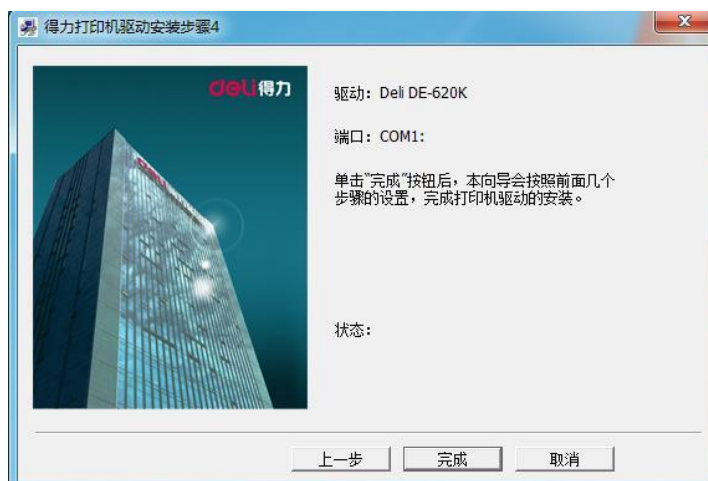 得力打印机驱动安装步骤4
deli得力
驱动：Deli DE-620K
端口：COM1:
单击"完成"按钮后，本向导会按照前面几个
步骤的设置，完成打印机驱动的安装。
状态：
上一步
完成
取消